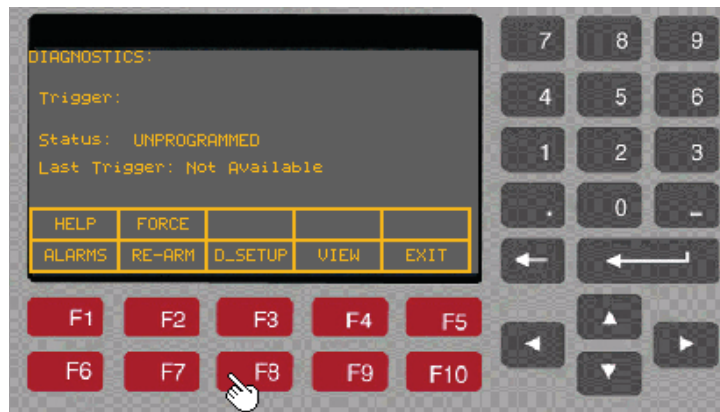 DIAGNOSTICS:
Trigger:
Status: UNPROGRAMMED
Last Trigger: Not Available
HELP FORCE
ALARMS RE-ARM D_SETUP VIEW EXIT
F1 F2 F3 F4 F5
F6 F7 F8 F9 F10
7 8 9
4 5 6
1 2 3
. 0 -